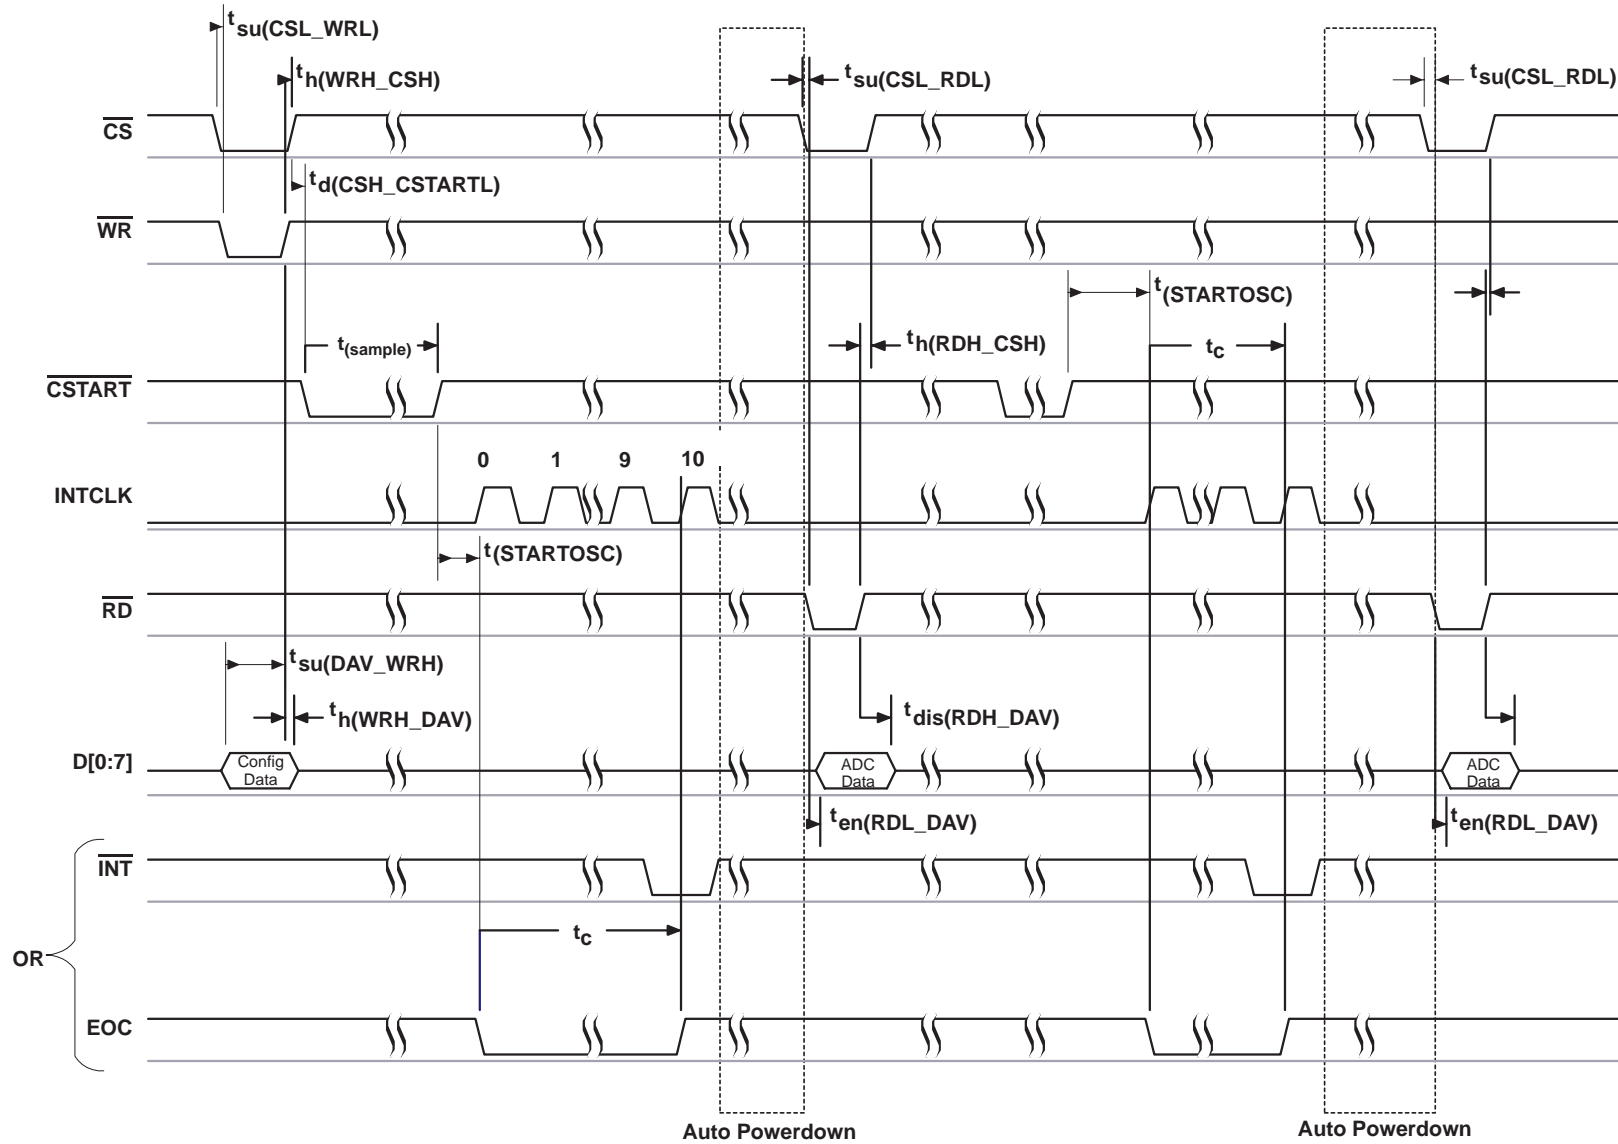 tsu(CSL_WRL)
th(WRH_CSH)
tsu(CSL_RDL)
tsu(CSL_RDL)
CS
td(CSH_CSTARTL)
WR
t(STARTOSC)
t(sample)
th(RDH_CSH)
tc
CSTART
0 1 9 10
INTCLK
t(STARTOSC)
RD
tsu(DAV_WRH)
th(WRH_DAV)
tdis(RDH_DAV)
D[0:7]
Config
Data
ADC
Data
ADC
Data
ten(RDL_DAV)
ten(RDL_DAV)
INT
tc
OR
EOC
Auto Powerdown
Auto Powerdown